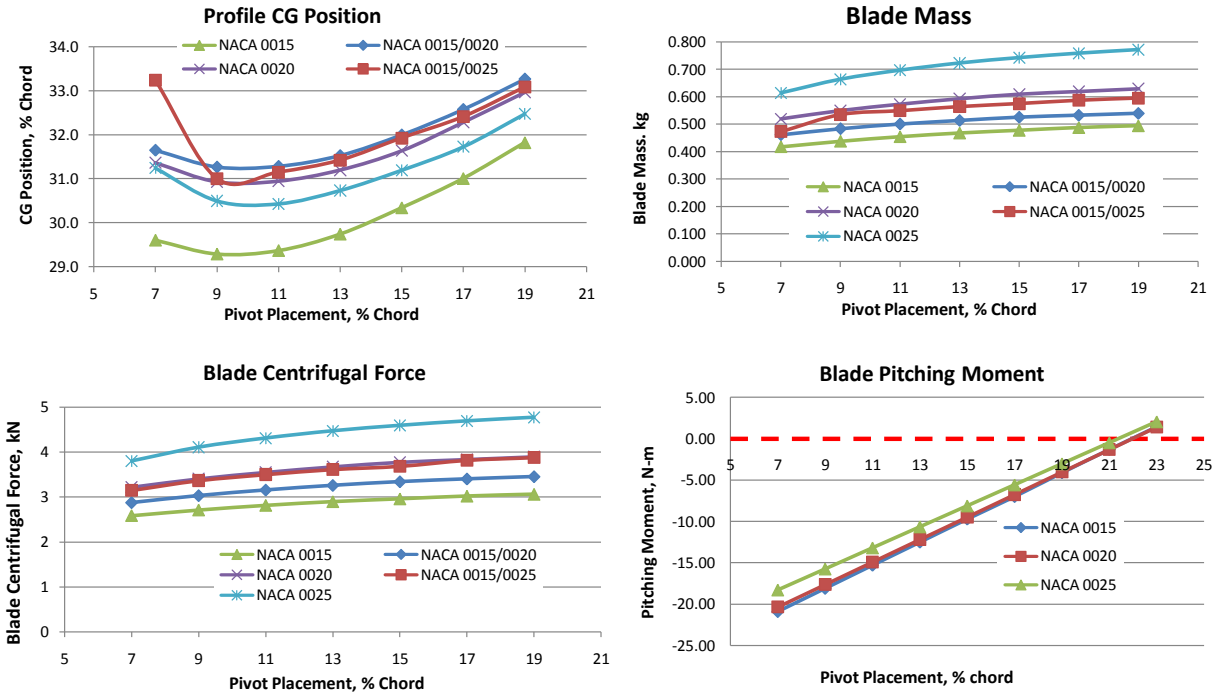 Profile CG Position
34.0
33.0
32.0
31.0
30.0
29.0
CG Position, % Chord
NACA 0015
NACA 0015/0020
NACA 0020
NACA 0015/0025
NACA 0025
5 7 9 11 13 15 17 19 21
Pivot Placement, % Chord
Blade Mass
0.800
0.700
0.600
0.500
0.400
0.300
0.200
0.100
0.000
Blade Mass. kg
NACA 0015
NACA 0015/0020
NACA 0020
NACA 0015/0025
NACA 0025
5 7 9 11 13 15 17 19 21
Pivot Placement, % Chord
Blade Centrifugal Force
5
4
3
2
1
0
Blade Centrifugal Force, kN
NACA 0015
NACA 0015/0020
NACA 0020
NACA 0015/0025
NACA 0025
5 7 9 11 13 15 17 19 21
Pivot Placement, % Chord
Blade Pitching Moment
5.00
0.00
-5.00
-10.00
-15.00
-20.00
-25.00
Pitching Moment, N-m
5 7 9 11 13 15 17 19 21 23 25
NACA 0015
NACA 0020
NACA 0025
Pivot Placement, % chord